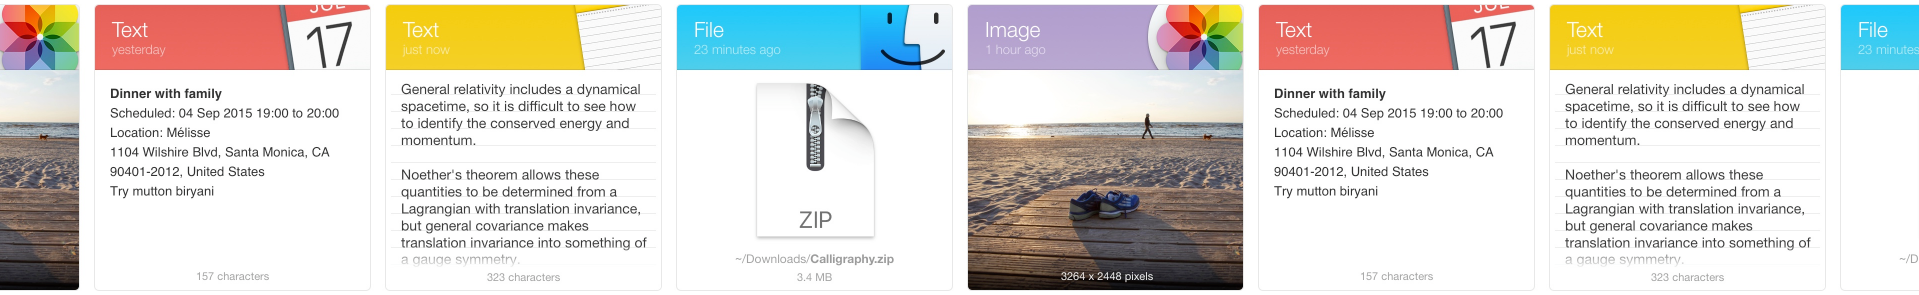 Text
yesterday
JUL
17
Dinner with family
Scheduled: 04 Sep 2015 19:00 to 20:00
Location: Mélisse
1104 Wilshire Blvd, Santa Monica, CA
90401-2012, United States
Try mutton biryani
157 characters
Text
just now
General relativity includes a dynamical
spacetime, so it is difficult to see how
to identify the conserved energy and
momentum.
Noether's theorem allows these
quantities to be determined from a
Lagrangian with translation invariance,
but general covariance makes
translation invariance into something of
a gauge symmetry.
323 characters
File
23 minutes ago
ZIP
~/Downloads/Calligraphy.zip
3.4 MB
Image
1 hour ago
3264 x 2448 pixels
Text
yesterday
JUL
17
Dinner with family
Scheduled: 04 Sep 2015 19:00 to 20:00
Location: Mélisse
1104 Wilshire Blvd, Santa Monica, CA
90401-2012, United States
Try mutton biryani
157 characters
Text
just now
General relativity includes a dynamical
spacetime, so it is difficult to see how
to identify the conserved energy and
momentum.
Noether's theorem allows these
quantities to be determined from a
Lagrangian with translation invariance,
but general covariance makes
translation invariance into something of
a gauge symmetry.
323 characters
File
23 minutes
~/D